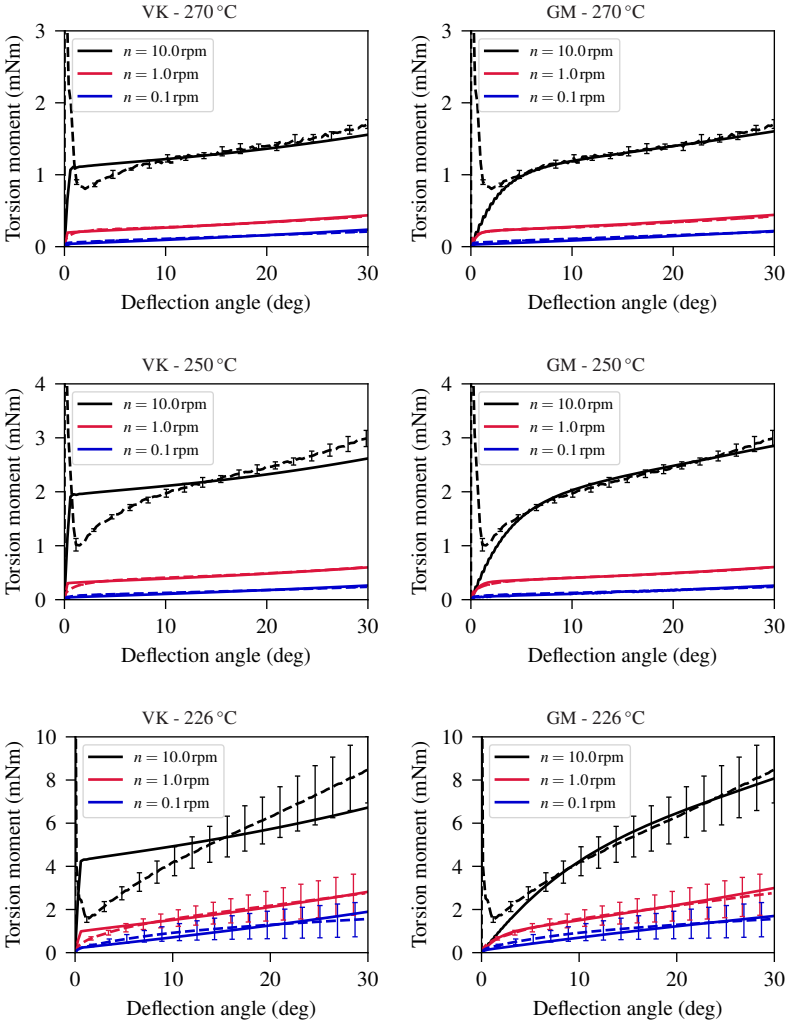 VK - 270 °C
GM - 270 °C
Torsion moment (mNm)
3
2
1
0
n = 10.0 rpm
n = 1.0 rpm
n = 0.1 rpm
0 10 20 30
Deflection angle (deg)
Torsion moment (mNm)
3
2
1
0
n = 10.0 rpm
n = 1.0 rpm
n = 0.1 rpm
0 10 20 30
Deflection angle (deg)
VK - 250 °C
GM - 250 °C
Torsion moment (mNm)
4
3
2
1
0
n = 10.0 rpm
n = 1.0 rpm
n = 0.1 rpm
0 10 20 30
Deflection angle (deg)
Torsion moment (mNm)
4
3
2
1
0
n = 10.0 rpm
n = 1.0 rpm
n = 0.1 rpm
0 10 20 30
Deflection angle (deg)
VK - 226 °C
GM - 226 °C
Torsion moment (mNm)
10
8
6
4
2
0
n = 10.0 rpm
n = 1.0 rpm
n = 0.1 rpm
0 10 20 30
Deflection angle (deg)
Torsion moment (mNm)
10
8
6
4
2
0
n = 10.0 rpm
n = 1.0 rpm
n = 0.1 rpm
0 10 20 30
Deflection angle (deg)